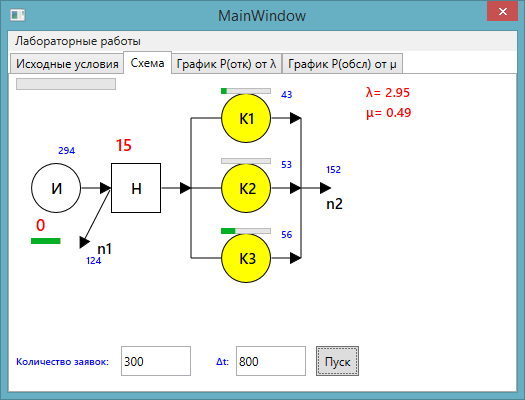 MainWindow
Лабораторные работы
Исходные условия Схема График P(отк) от λ График P(обсл) от μ
43
λ= 2.95
μ= 0.49
К1
294
15
53
152
И
Н
К2
n2
0
n1
56
124
К3
Количество заявок: 300 Δt: 800 Пуск